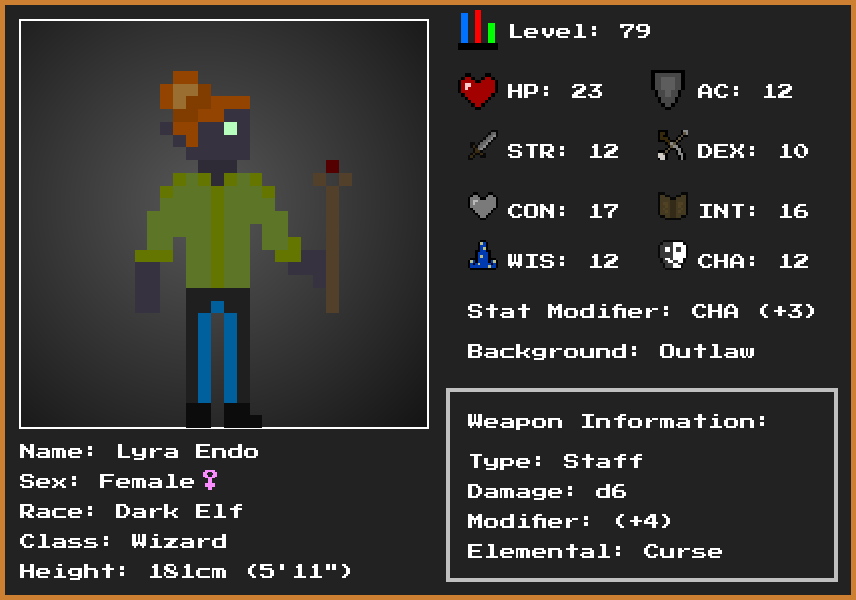 Level: 79
HP: 23
AC: 12
STR: 12
DEX: 10
CON: 17
INT: 16
WIS: 12
CHA: 12
Stat Modifier: CHA (+3)
Background: Outlaw
Weapon Information:
Type: Staff
Damage: d6
Modifier: (+4)
Elemental: Curse
Name: Lyra Endo
Sex: Female♀
Race: Dark Elf
Class: Wizard
Height: 181cm (5'11")